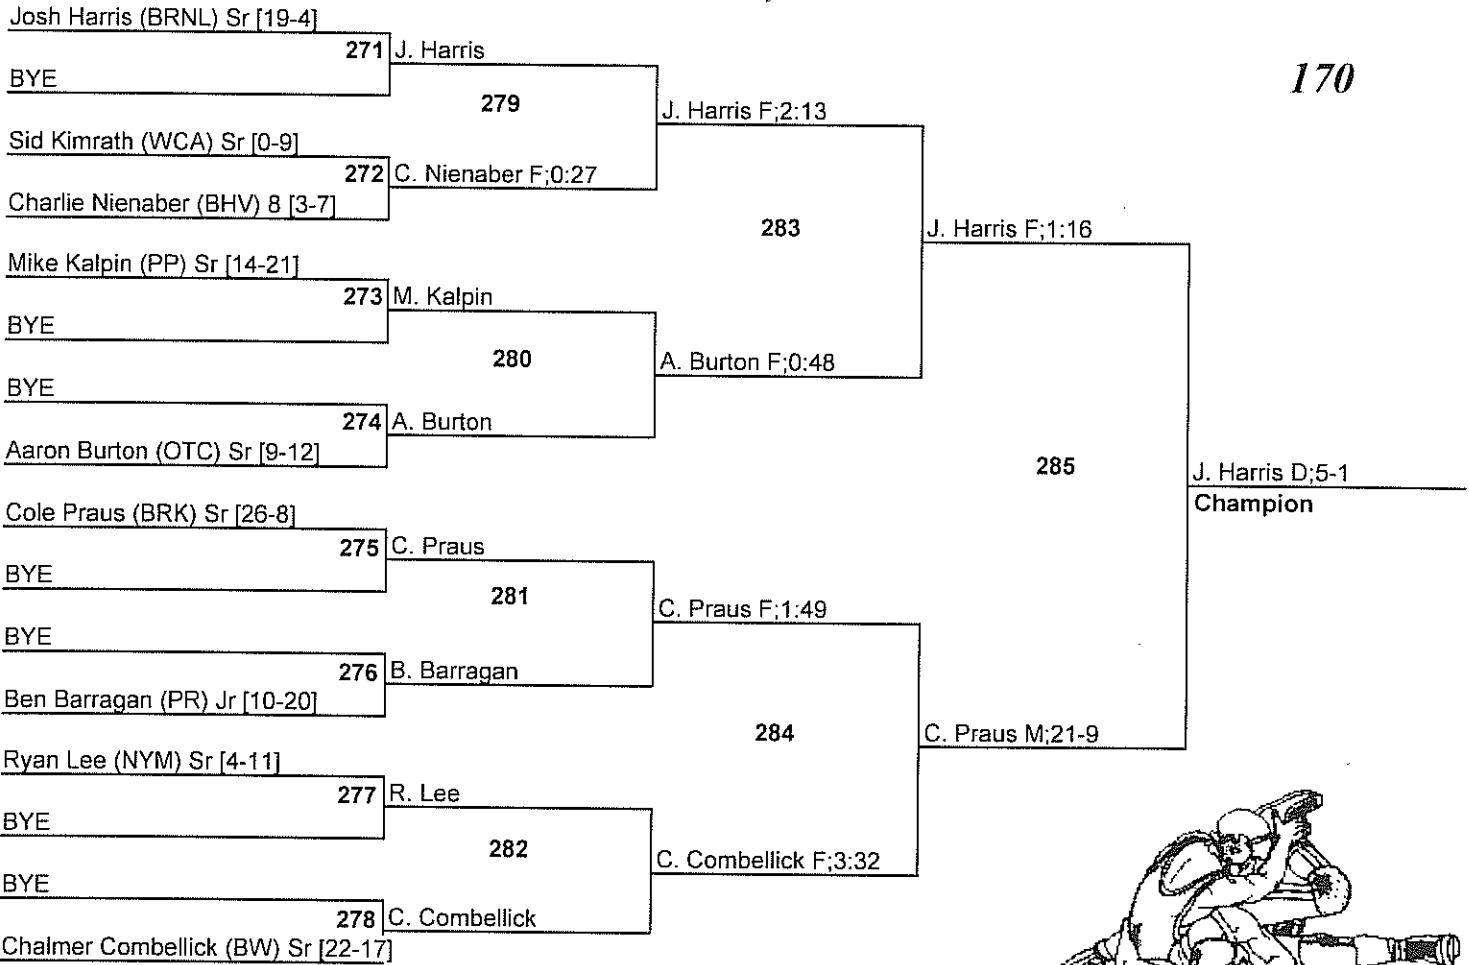 Josh Harris (BRNL) Sr [19-4]
271 J. Harris
BYE
170
279
J. Harris F;2:13
Sid Kimrath (WCA) Sr [0-9]
272 C. Nienaber F;0:27
Charlie Nienaber (BHV) 8 [3-7]
283
J. Harris F;1:16
Mike Kalpin (PP) Sr [14-21]
273 M. Kalpin
BYE
280
A. Burton F;0:48
BYE
274 A. Burton
Aaron Burton (OTC) Sr [9-12]
285
J. Harris D;5-1
Champion
Cole Praus (BRK) Sr [26-8]
275 C. Praus
BYE
281
C. Praus F;1:49
BYE
276 B. Barragan
Ben Barragan (PR) Jr [10-20]
284
C. Praus M;21-9
Ryan Lee (NYM) Sr [4-11]
277 R. Lee
BYE
282
C. Combellick F;3:32
BYE
278 C. Combellick
Chalmer Combellick (BW) Sr [22-17]